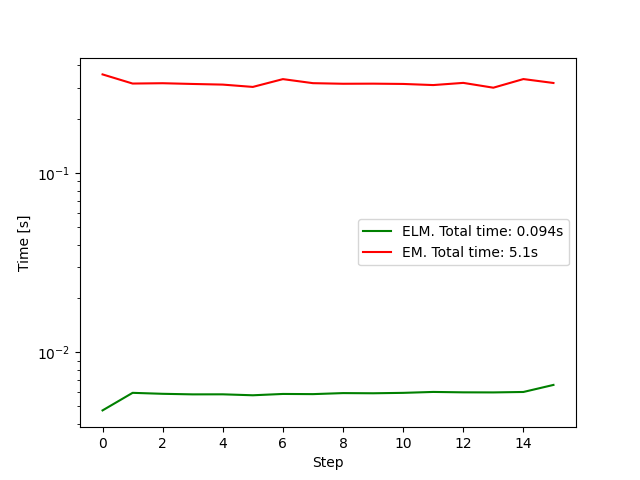 10⁻¹
10⁻²
Time [s]
ELM. Total time: 0.094s
EM. Total time: 5.1s
0 2 4 6 8 10 12 14
Step